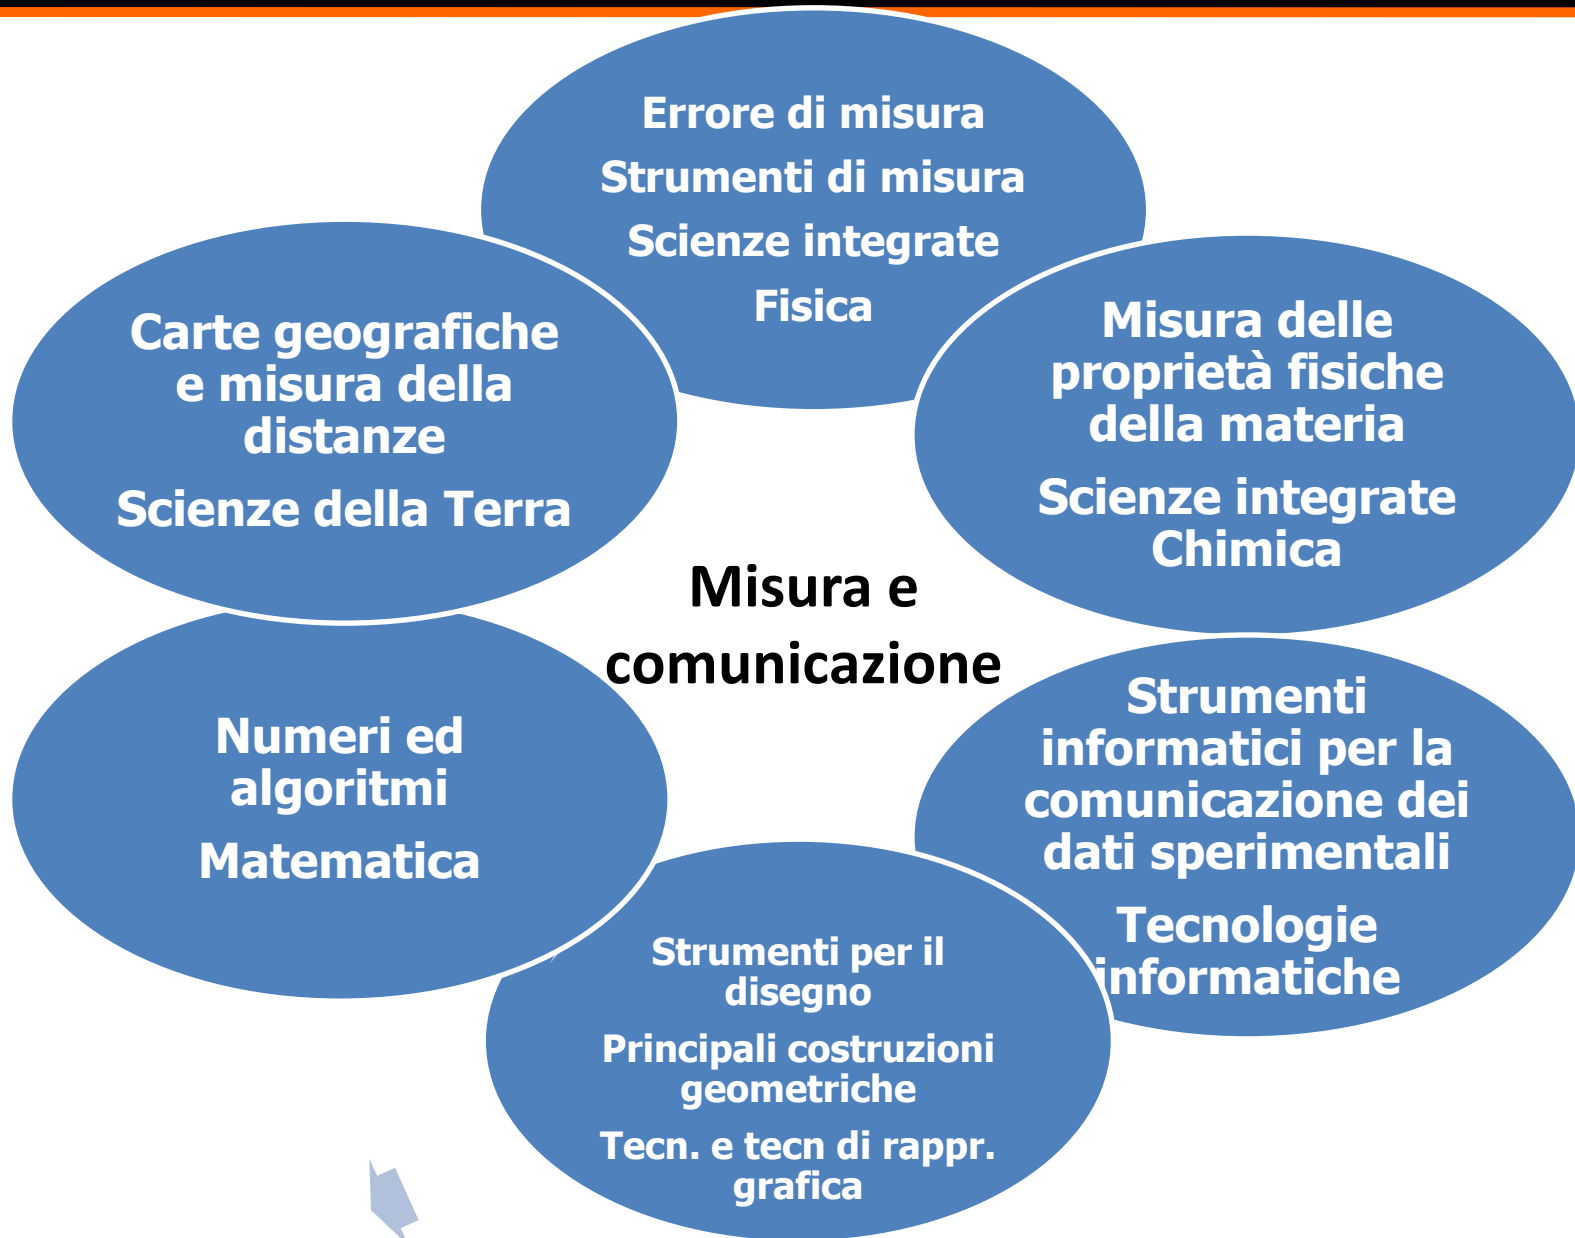 Errore di misura
Strumenti di misura
Scienze integrate
Fisica
Misura delle
proprietà fisiche
della materia
Scienze integrate
Chimica
Strumenti
informatici per la
comunicazione dei
dati sperimentali
Tecnologie
informatiche
Strumenti per il
disegno
Principali costruzioni
geometriche
Tecn. e tecn di rappr.
grafica
Numeri ed
algoritmi
Matematica
Carte geografiche
e misura della
distanze
Scienze della Terra
Misura e
comunicazione